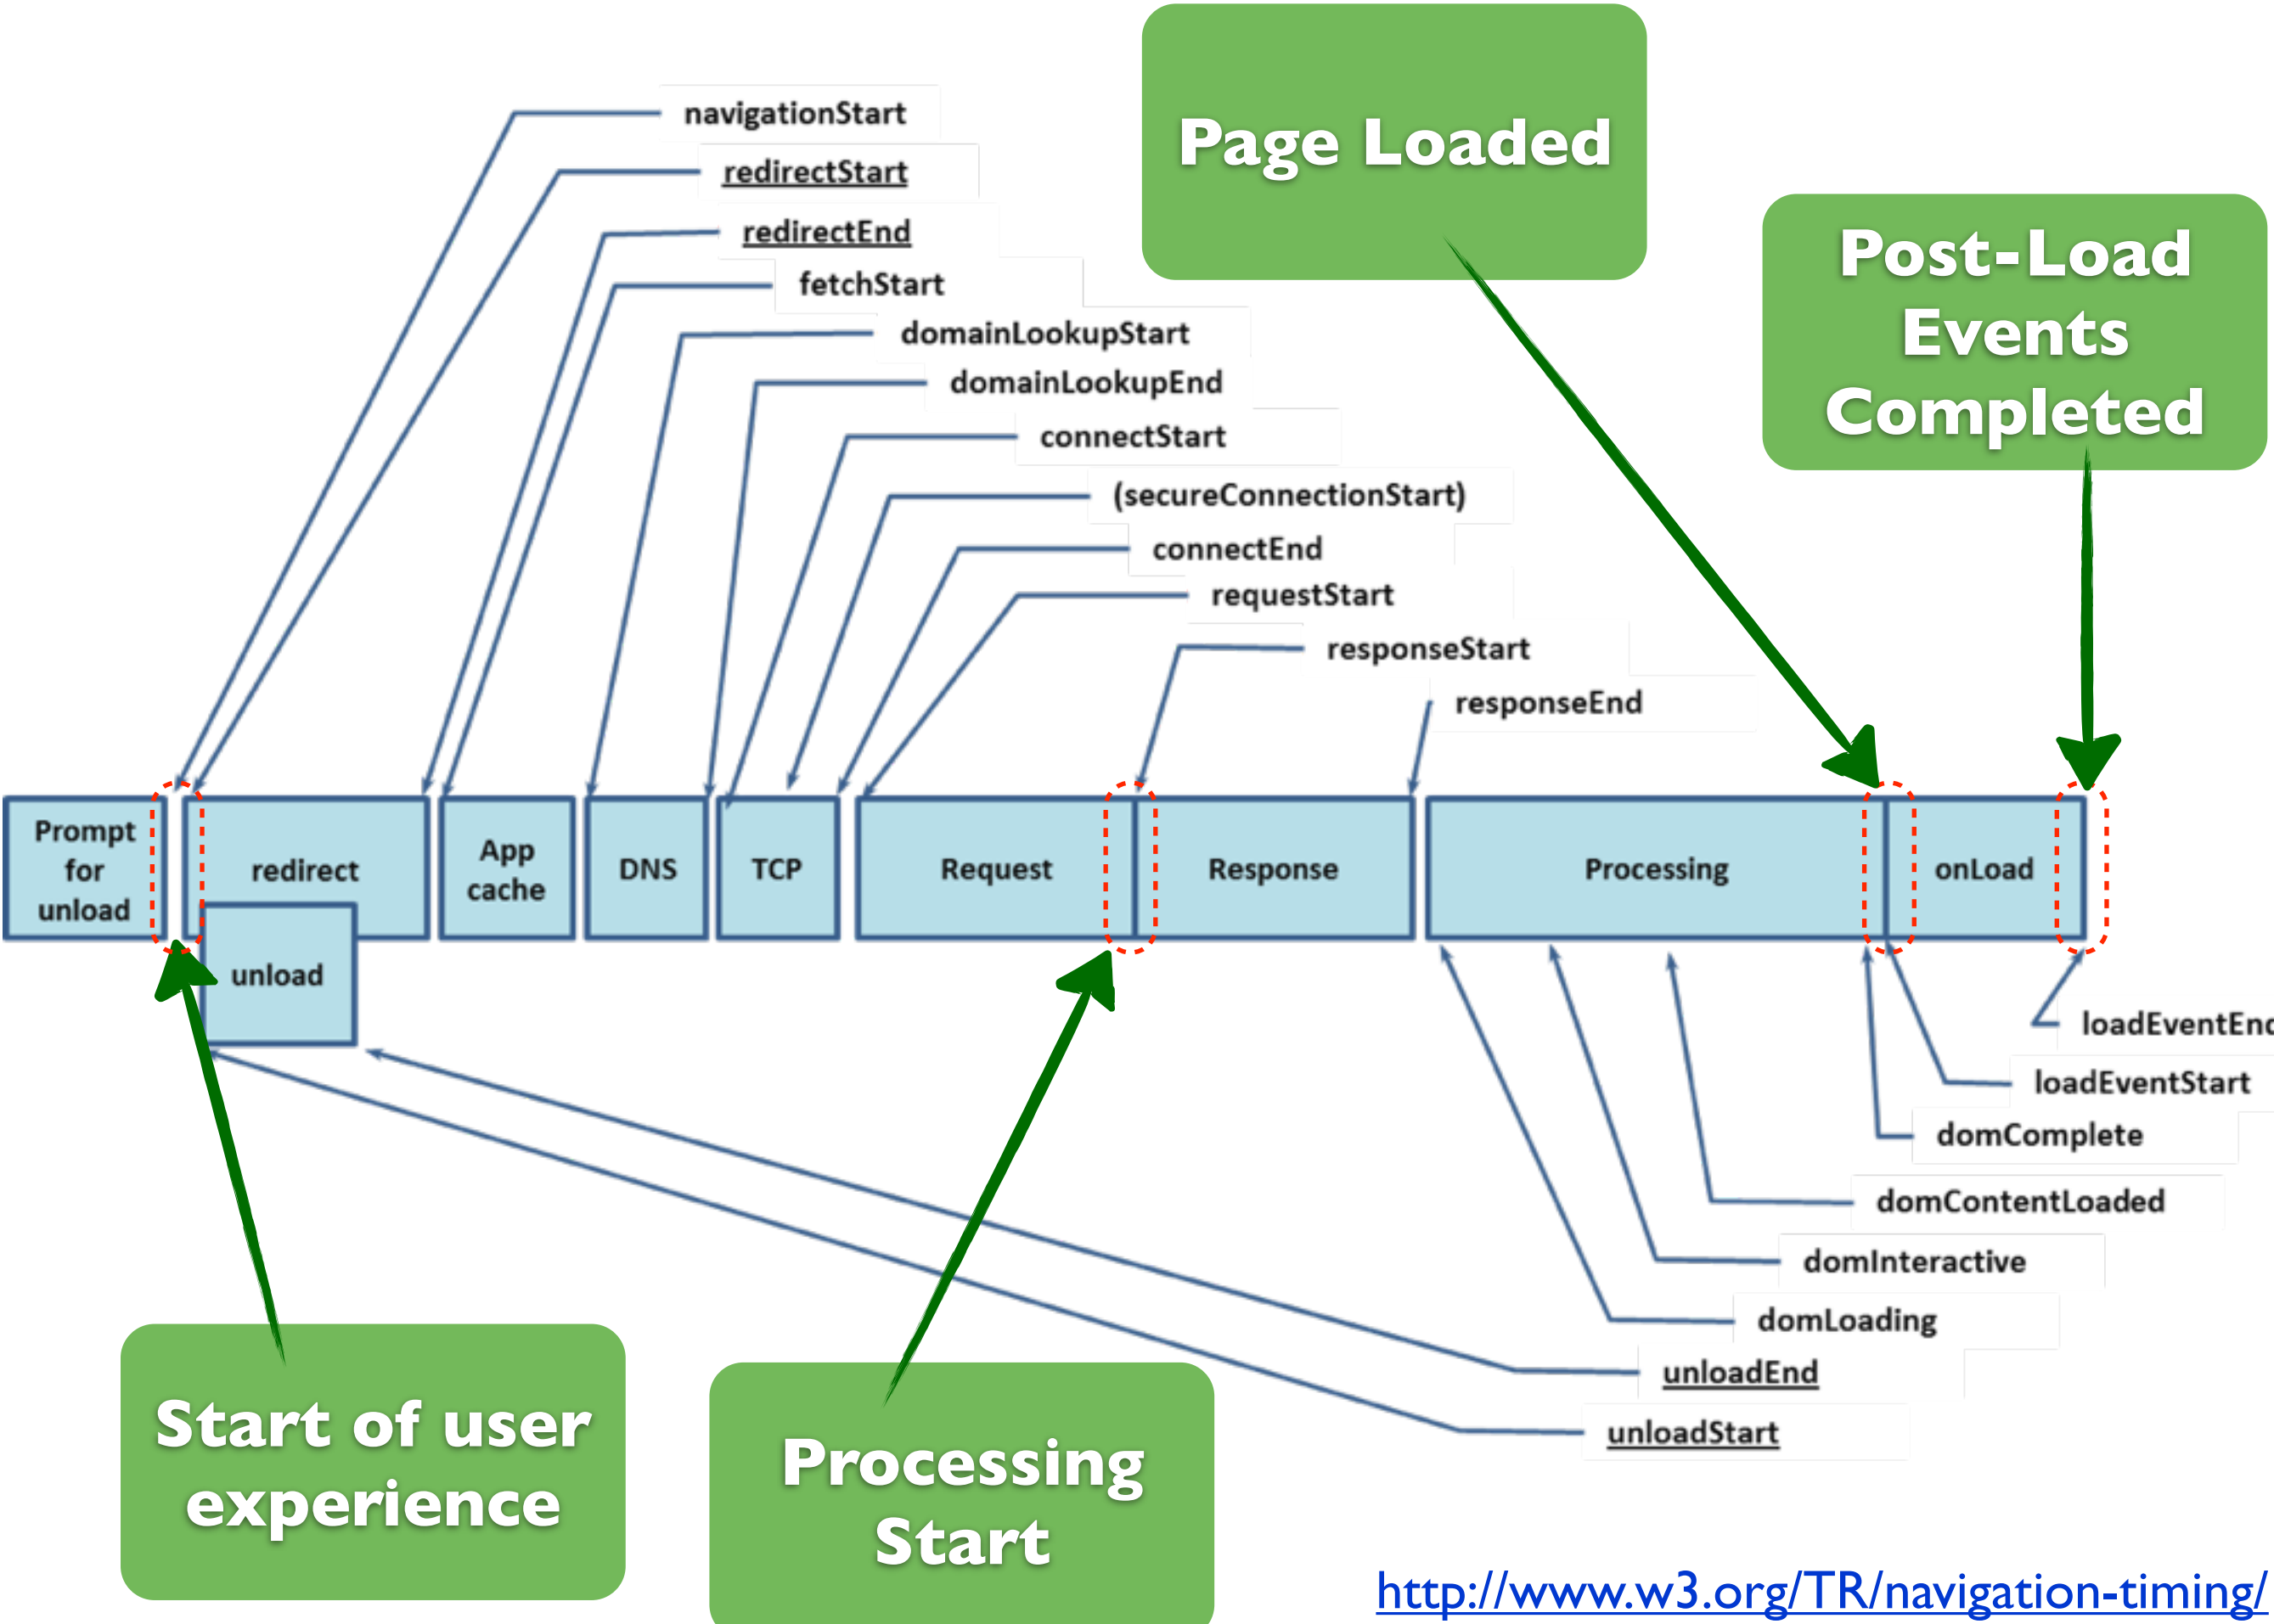 Page Loaded
Post-Load
Events
Completed
navigationStart
redirectStart
redirectEnd
fetchStart
domainLookupStart
domainLookupEnd
connectStart
(secureConnectionStart)
connectEnd
requestStart
responseStart
responseEnd
Prompt
for
unload
redirect
unload
App
cache
DNS
TCP
Request
Response
Processing
onLoad
loadEventEnd
loadEventStart
domComplete
domContentLoaded
domInteractive
domLoading
unloadEnd
unloadStart
Start of user
experience
Processing
Start
http://www.w3.org/TR/navigation-timing/